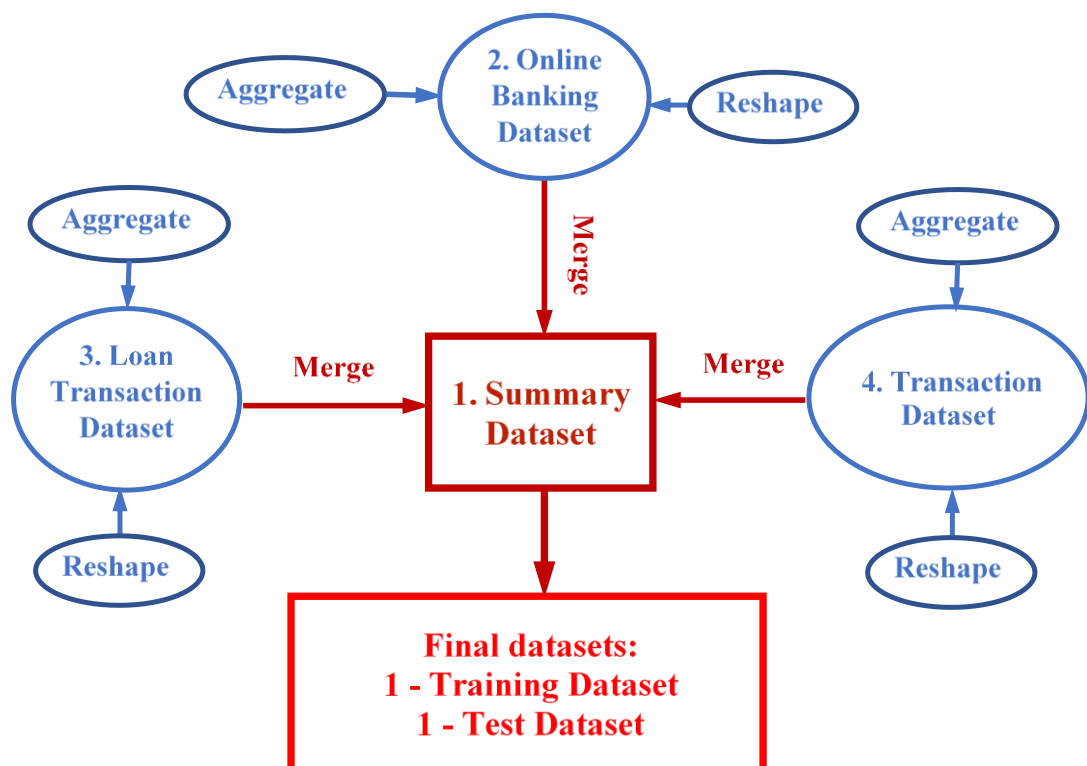 2. Online
Banking
Dataset
Aggregate
Reshape
Merge
Aggregate
Aggregate
3. Loan
Transaction
Dataset
Merge
1. Summary
Dataset
Merge
4. Transaction
Dataset
Reshape
Reshape
Final datasets:
1 - Training Dataset
1 - Test Dataset